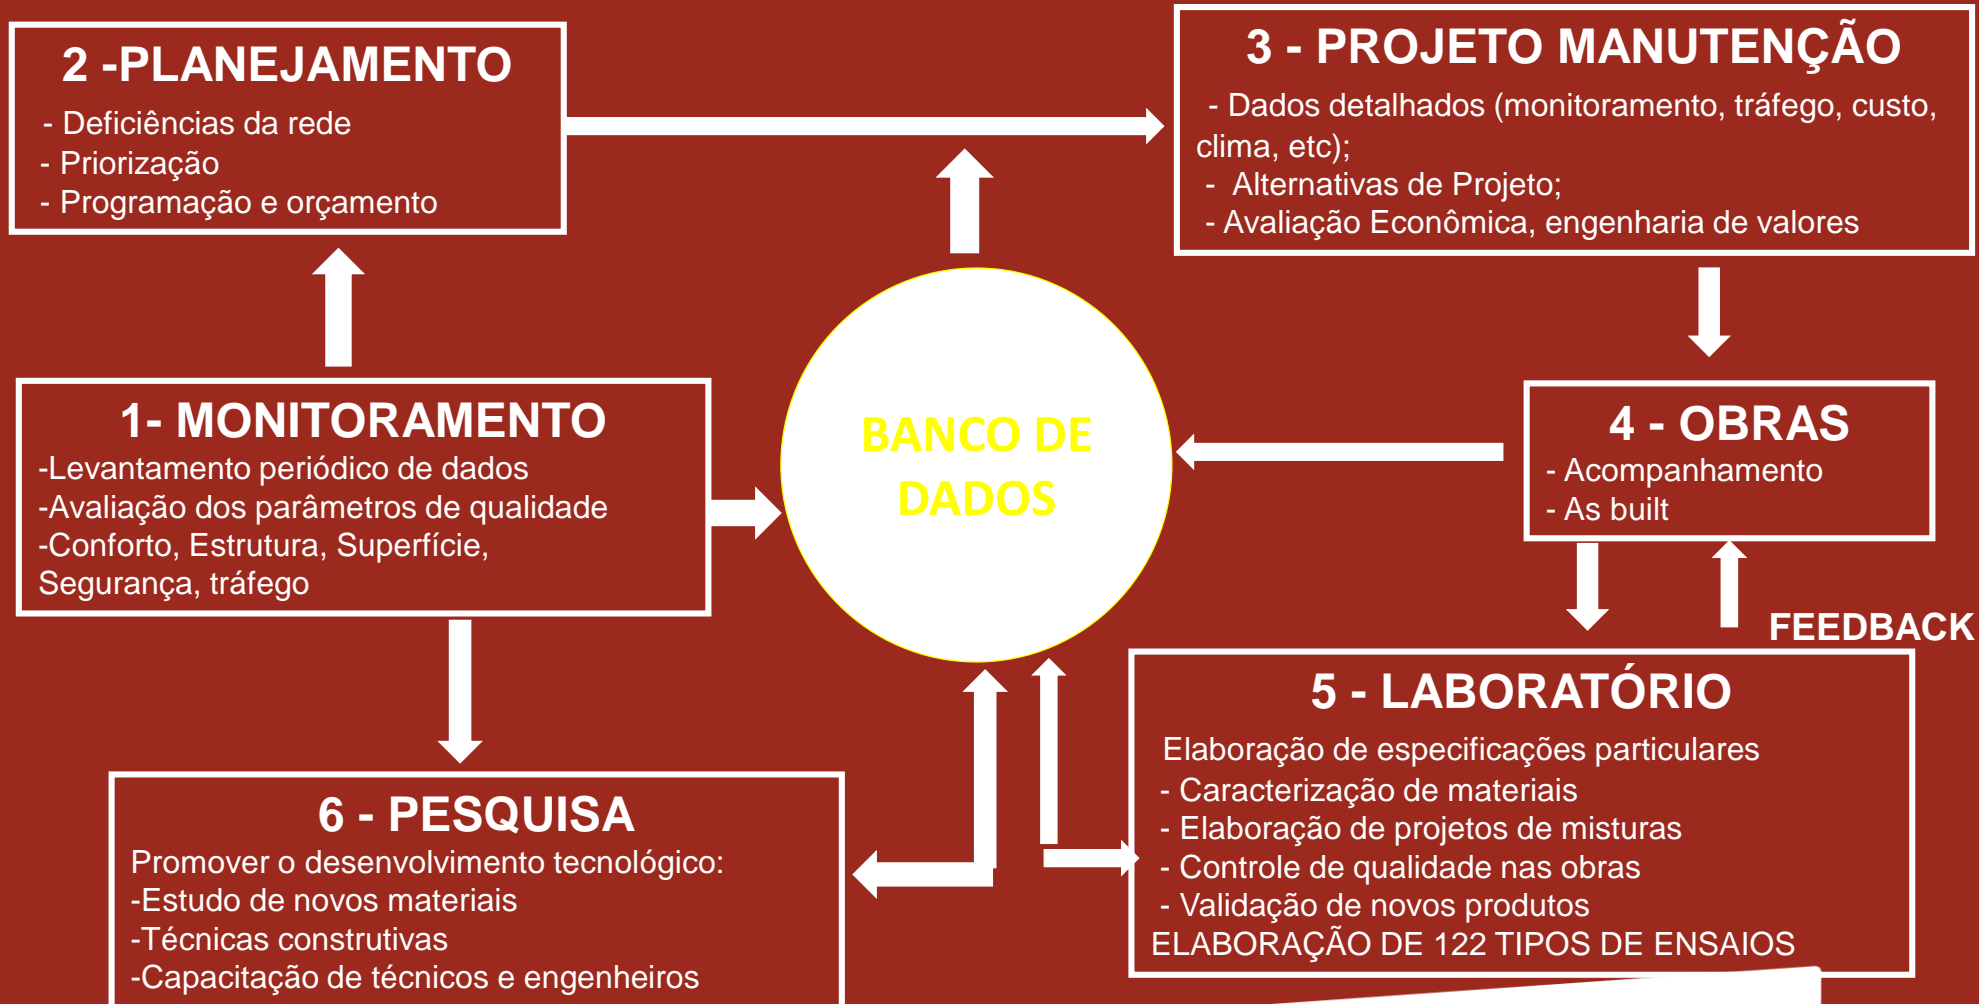 2 -PLANEJAMENTO
- Deficiências da rede
- Priorização
- Programação e orçamento
3 - PROJETO MANUTENÇÃO
- Dados detalhados (monitoramento, tráfego, custo,
clima, etc);
- Alternativas de Projeto;
- Avaliação Econômica, engenharia de valores
1- MONITORAMENTO
-Levantamento periódico de dados
-Avaliação dos parâmetros de qualidade
-Conforto, Estrutura, Superfície,
Segurança, tráfego
BANCO DE
DADOS
4 - OBRAS
- Acompanhamento
- As built
FEEDBACK
5 - LABORATÓRIO
Elaboração de especificações particulares
- Caracterização de materiais
- Elaboração de projetos de misturas
- Controle de qualidade nas obras
- Validação de novos produtos
ELABORAÇÃO DE 122 TIPOS DE ENSAIOS
6 - PESQUISA
Promover o desenvolvimento tecnológico:
-Estudo de novos materiais
-Técnicas construtivas
-Capacitação de técnicos e engenheiros